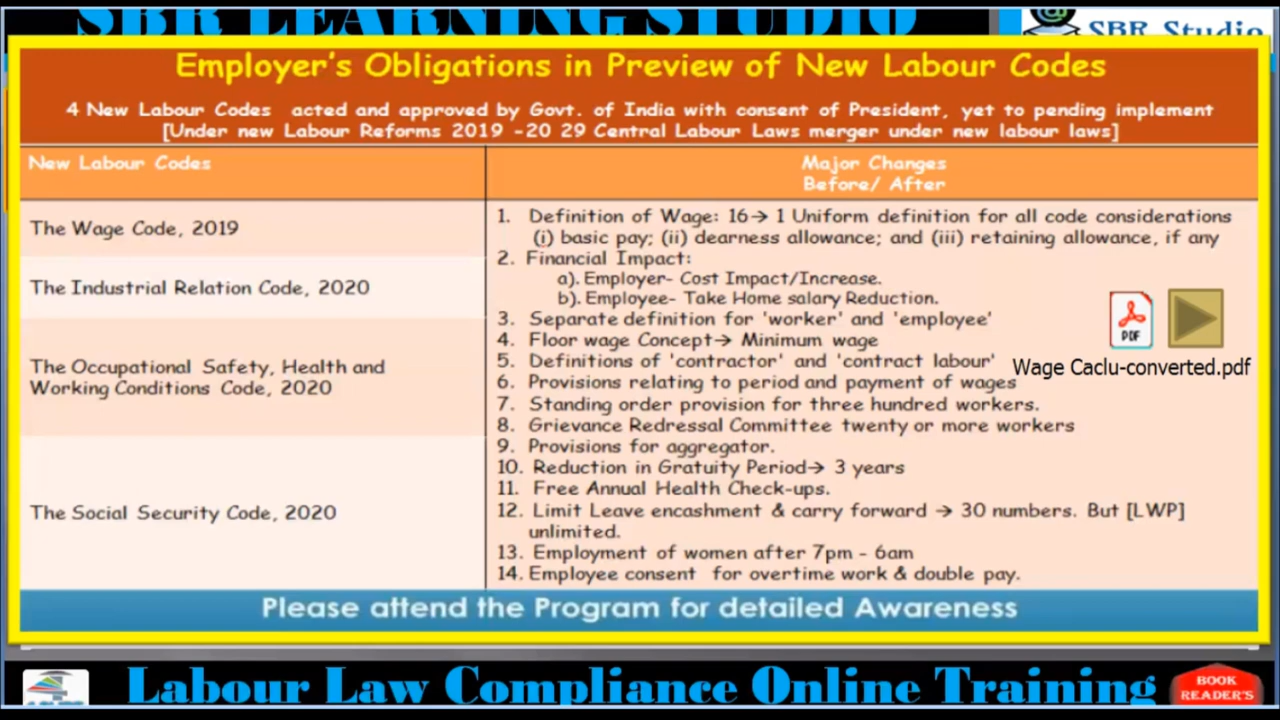 SBR LEARNING STUDIO
SBR Studio
Employer's Obligations in Preview of New Labour Codes
4 New Labour Codes acted and approved by Govt. of India with consent of President, yet to pending implement
[Under new Labour Reforms 2019 -20 29 Central Labour Laws merger under new labour laws]
New Labour Codes
Major Changes
Before/ After
The Wage Code, 2019
The Industrial Relation Code, 2020
The Occupational Safety, Health and
Working Conditions Code, 2020
The Social Security Code, 2020
1. Definition of Wage: 16→ 1 Uniform definition for all code considerations
(i) basic pay; (ii) dearness allowance; and (iii) retaining allowance, if any
2. Financial Impact:
a). Employer- Cost Impact/Increase.
b). Employee- Take Home salary Reduction.
3. Separate definition for 'worker' and 'employee'
4. Floor wage Concept→ Minimum wage
5. Definitions of 'contractor' and 'contract labour'
6. Provisions relating to period and payment of wages
7. Standing order provision for three hundred workers.
8. Grievance Redressal Committee twenty or more workers
9. Provisions for aggregator.
10. Reduction in Gratuity Period→ 3 years
11. Free Annual Health Check-ups.
12. Limit Leave encashment & carry forward → 30 numbers. But [LWP]
unlimited.
13. Employment of women after 7pm - 6am
14. Employee consent for overtime work & double pay.
PDF
Wage Caclu-converted.pdf
Please attend the Program for detailed Awareness
Labour Law Compliance Online Training
BOOK
READER'S